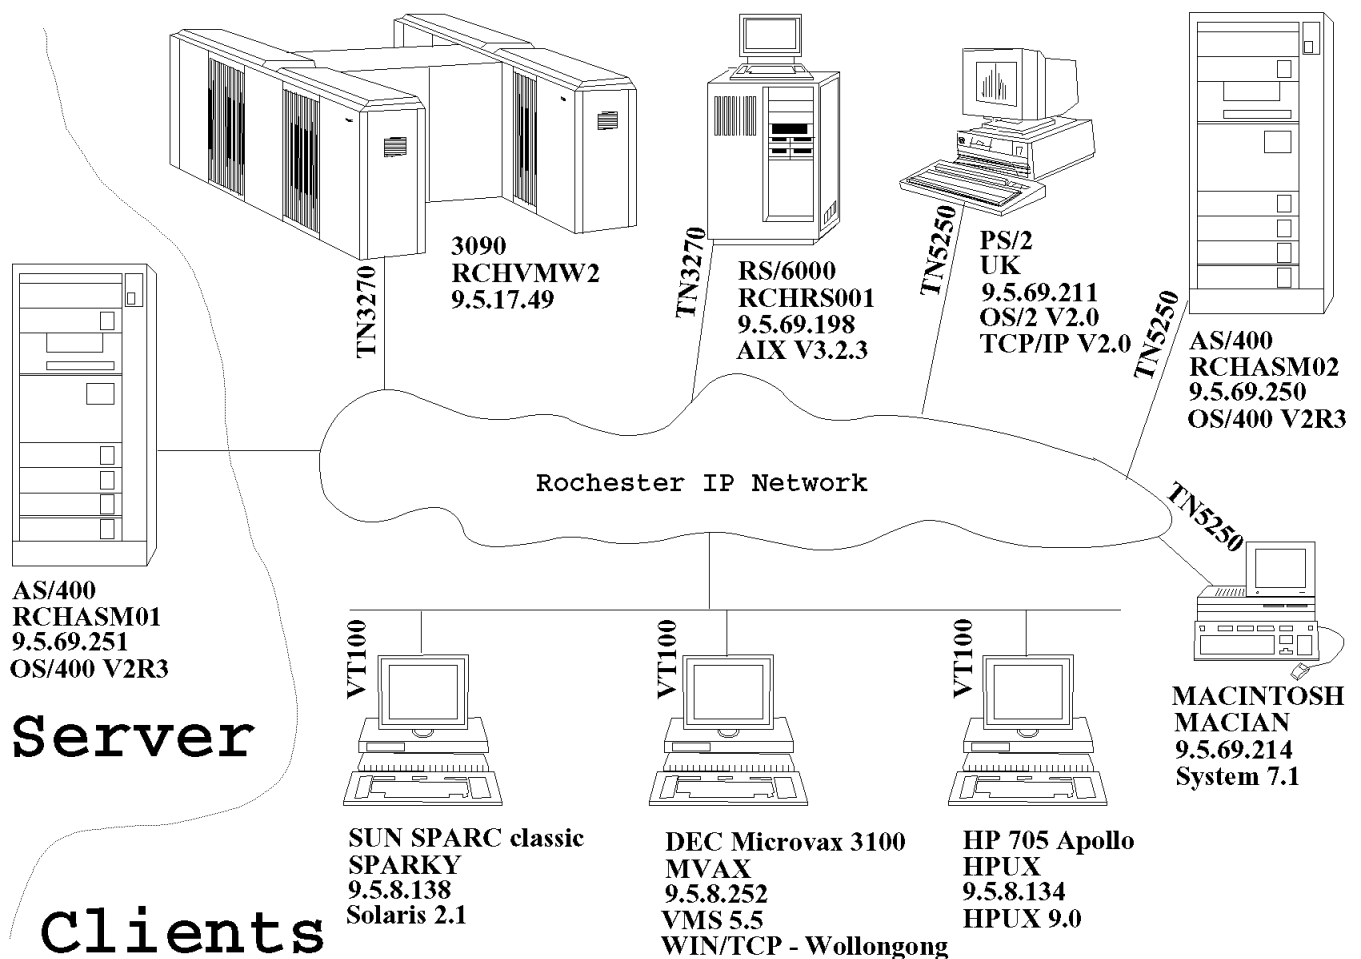 3090
RCHVMW2
9.5.17.49
TN3270
RS/6000
RCHRS001
9.5.69.198
AIX V3.2.3
TN3270
PS/2
UK
9.5.69.211
OS/2 V2.0
TCP/IP V2.0
TN5250
AS/400
RCHASM02
9.5.69.250
OS/400 V2R3
TN5250
Rochester IP Network
TN5250
AS/400
RCHASM01
9.5.69.251
OS/400 V2R3
Server
MACINTOSH
MACIAN
9.5.69.214
System 7.1
VT100
VT100
VT100
SUN SPARC classic
SPARKY
9.5.8.138
Solaris 2.1
DEC Microvax 3100
MVAX
9.5.8.252
VMS 5.5
WIN/TCP - Wollongong
HP 705 Apollo
HPUX
9.5.8.134
HPUX 9.0
Clients